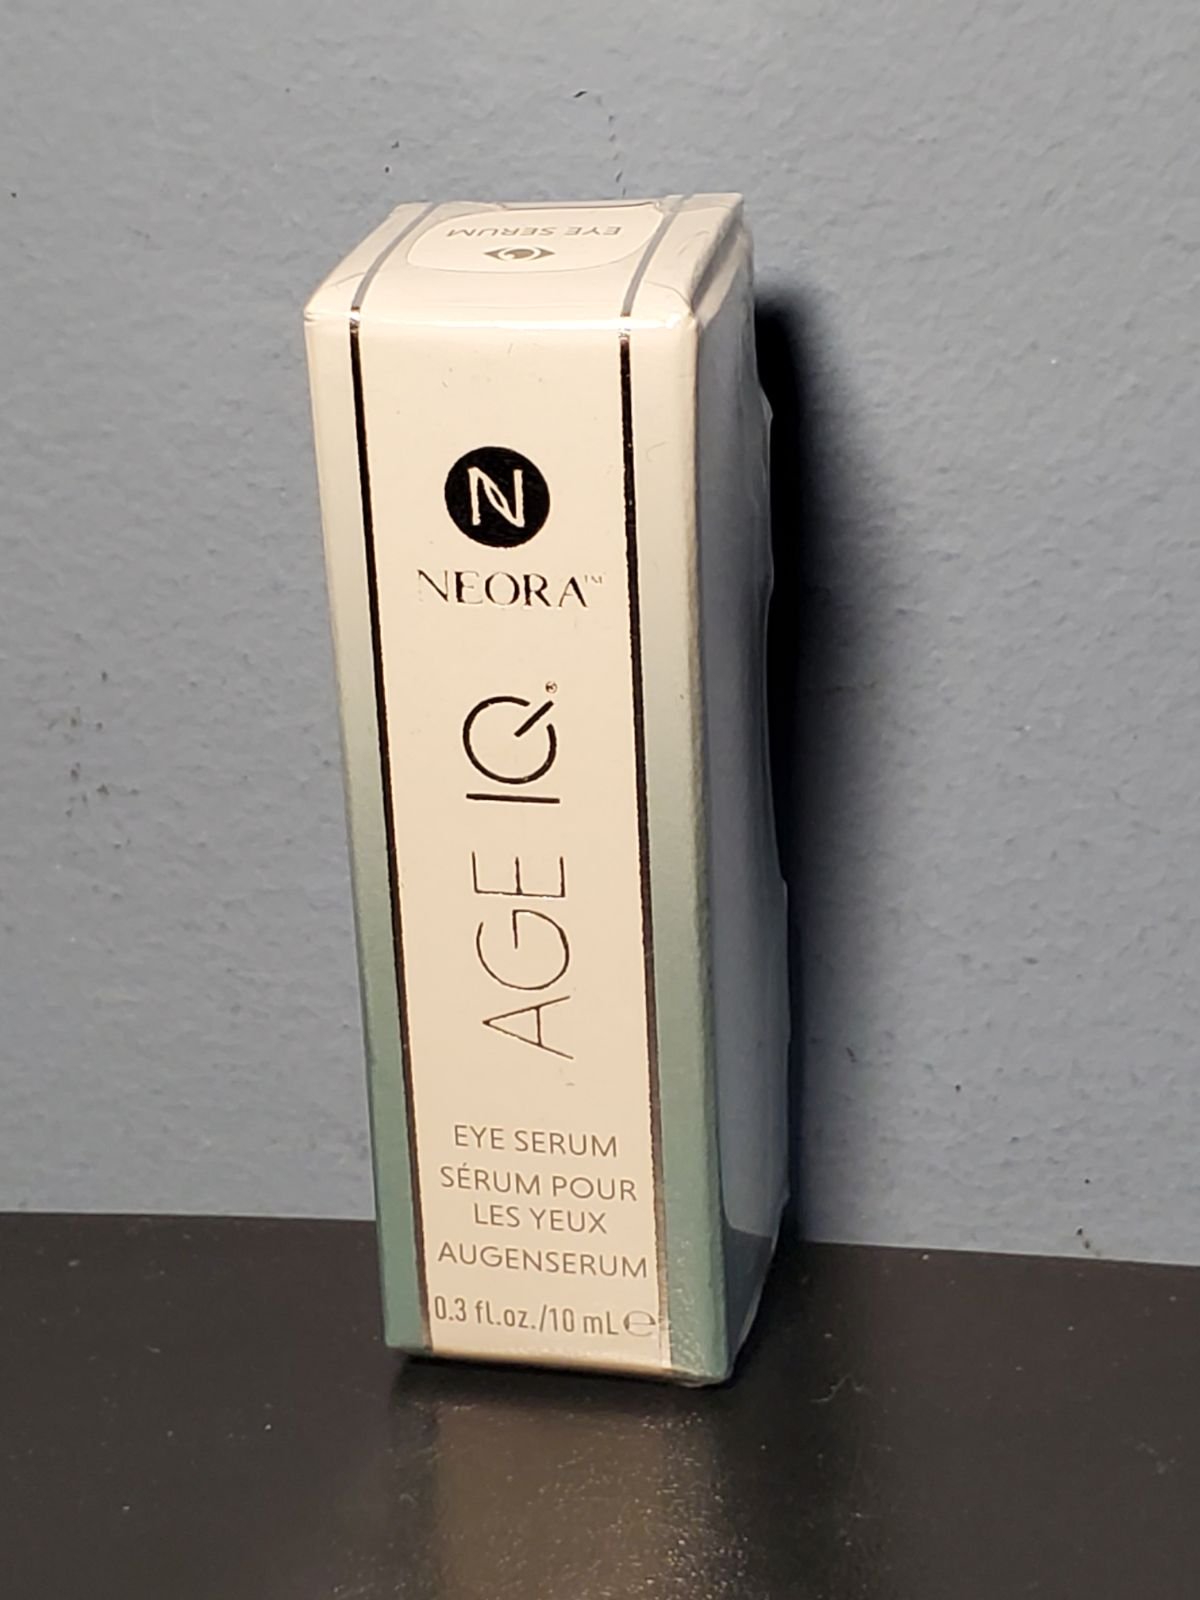 EYE SERUM
N
NEORA™
AGE IQ®
EYE SERUM
SÉRUM POUR
LES YEUX
AUGENSERUM
0.3 fl.oz./10 mL ℮